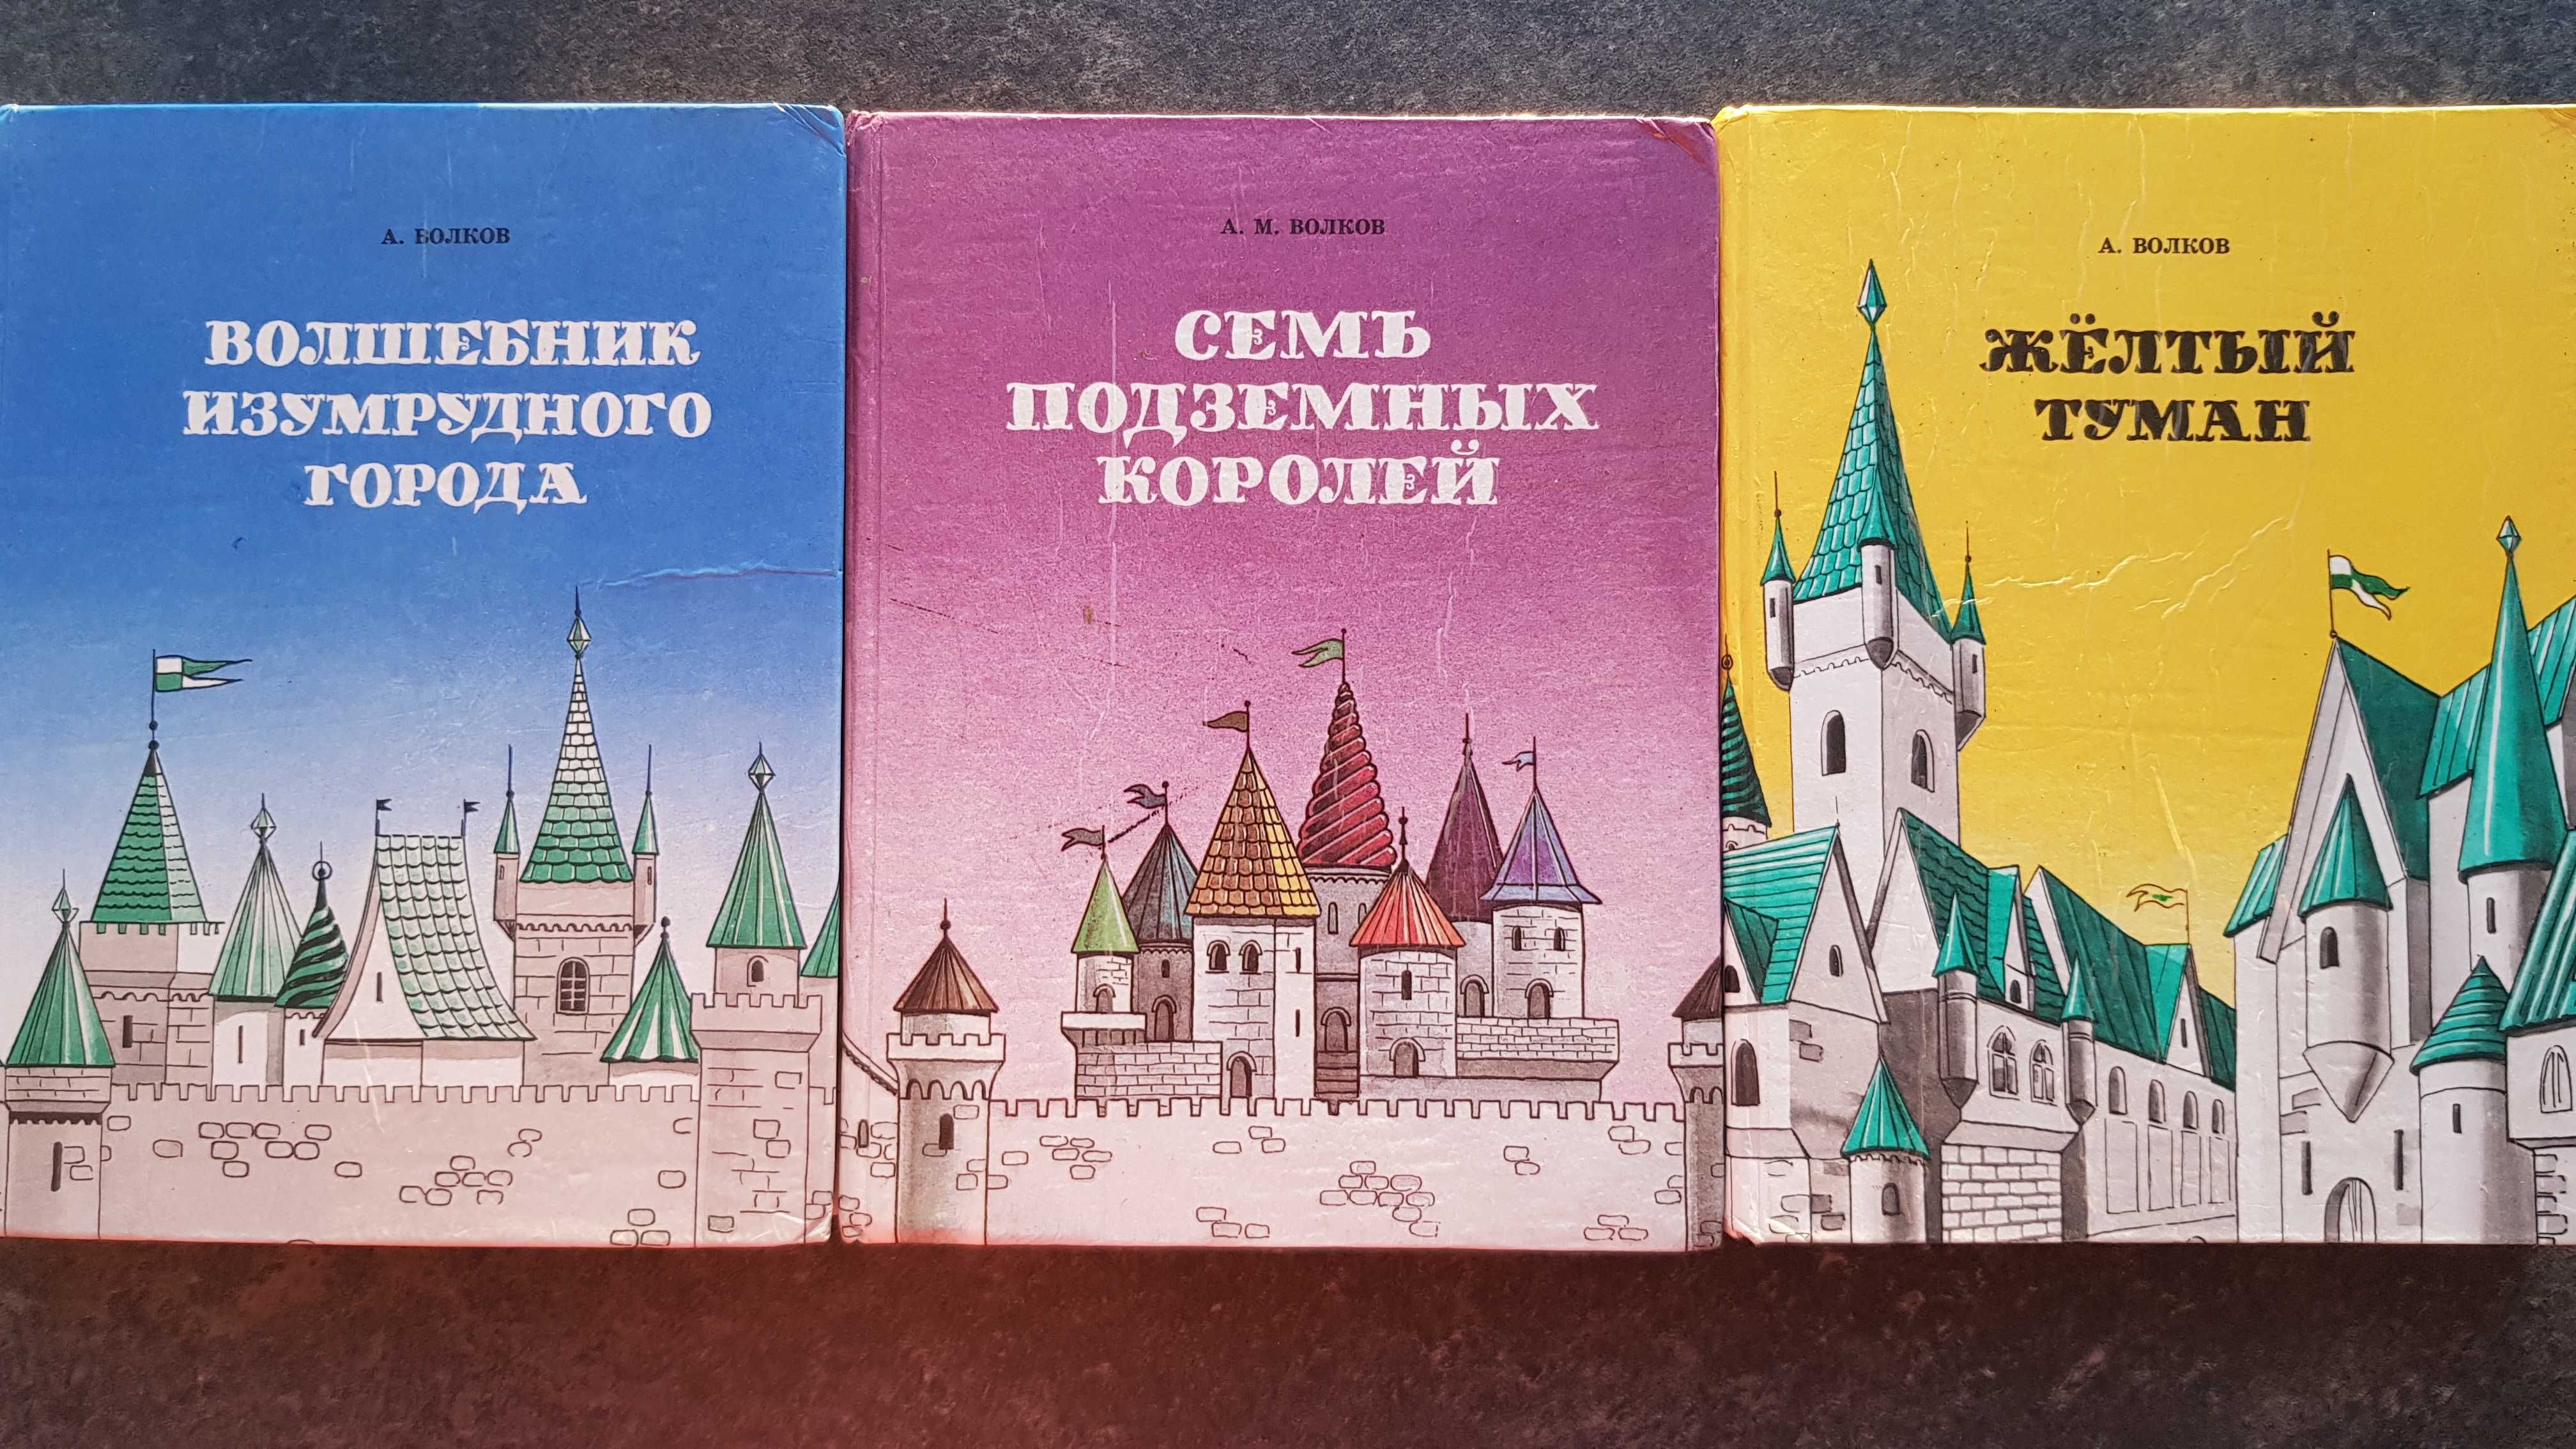 А. ВОЛКОВ
ВОЛШЕБНИК
ИЗУМРУДНОГО
ГОРОДА
А. М. ВОЛКОВ
СЕМЬ
ПОДЗЕМНЫХ
КОРОЛЕЙ
А. ВОЛКОВ
ЖЁЛТЫЙ
ТУМАН